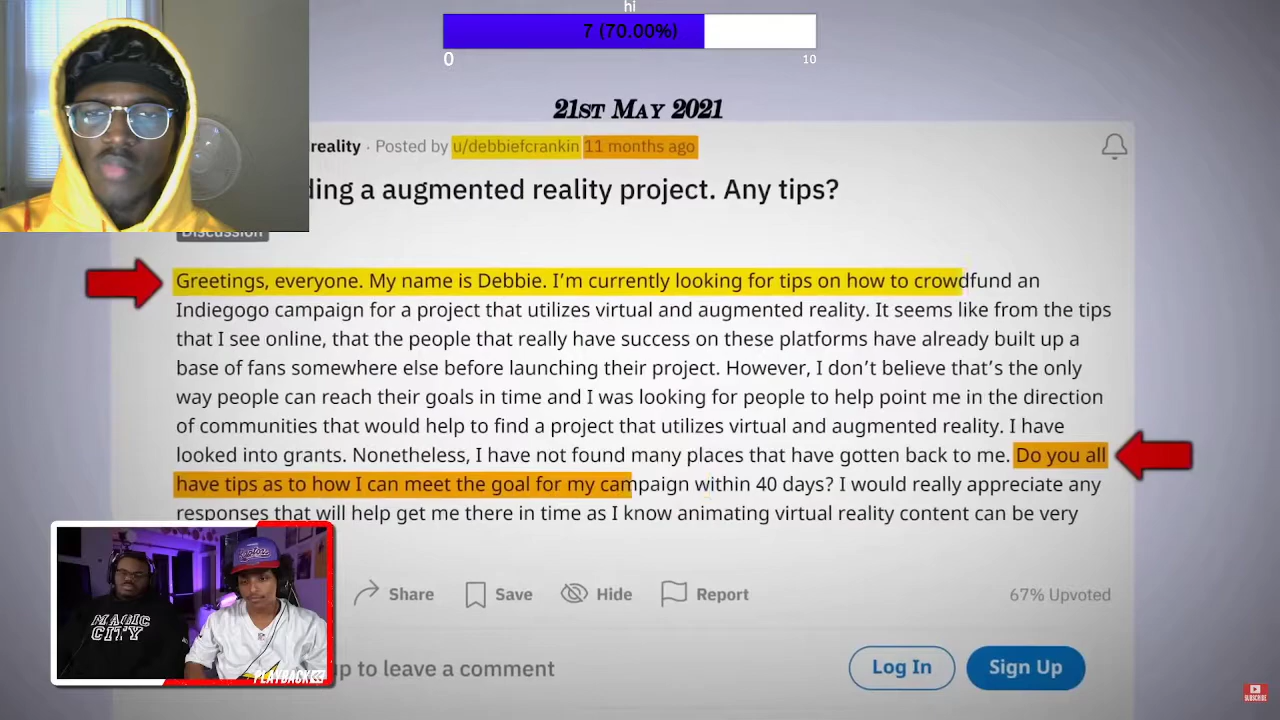 hi
7 (70.00%)
0
10
21st May 2021
reality · Posted by u/debbiefcrankin 11 months ago
ding a augmented reality project. Any tips?
Discussion
Greetings, everyone. My name is Debbie. I'm currently looking for tips on how to crowdfund an
Indiegogo campaign for a project that utilizes virtual and augmented reality. It seems like from the tips
that I see online, that the people that really have success on these platforms have already built up a
base of fans somewhere else before launching their project. However, I don't believe that's the only
way people can reach their goals in time and I was looking for people to help point me in the direction
of communities that would help to find a project that utilizes virtual and augmented reality. I have
looked into grants. Nonetheless, I have not found many places that have gotten back to me. Do you all
have tips as to how I can meet the goal for my campaign within 40 days? I would really appreciate any
responses that will help get me there in time as I know animating virtual reality content can be very
Share
Save
Hide
Report
67% Upvoted
up to leave a comment
Log In
Sign Up
MAGIC
CITY
SUBSCRIBE